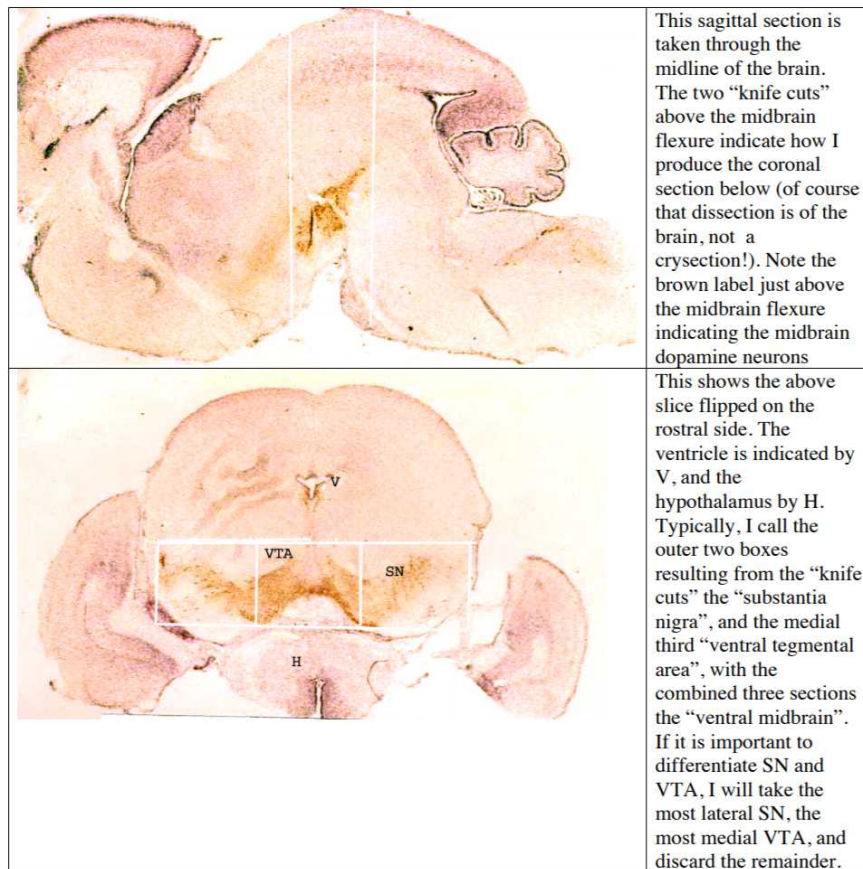 This sagittal section is
taken through the
midline of the brain.
The two “knife cuts”
above the midbrain
flexure indicate how I
produce the coronal
section below (of course
that dissection is of the
brain, not a
crysection!). Note the
brown label just above
the midbrain flexure
indicating the midbrain
dopamine neurons
V
VTA
SN
H
This shows the above
slice flipped on the
rostral side. The
ventricle is indicated by
V, and the
hypothalamus by H.
Typically, I call the
outer two boxes
resulting from the “knife
cuts” the “substantia
nigra”, and the medial
third “ventral tegmental
area”, with the
combined three sections
the “ventral midbrain”.
If it is important to
differentiate SN and
VTA, I will take the
most lateral SN, the
most medial VTA, and
discard the remainder.